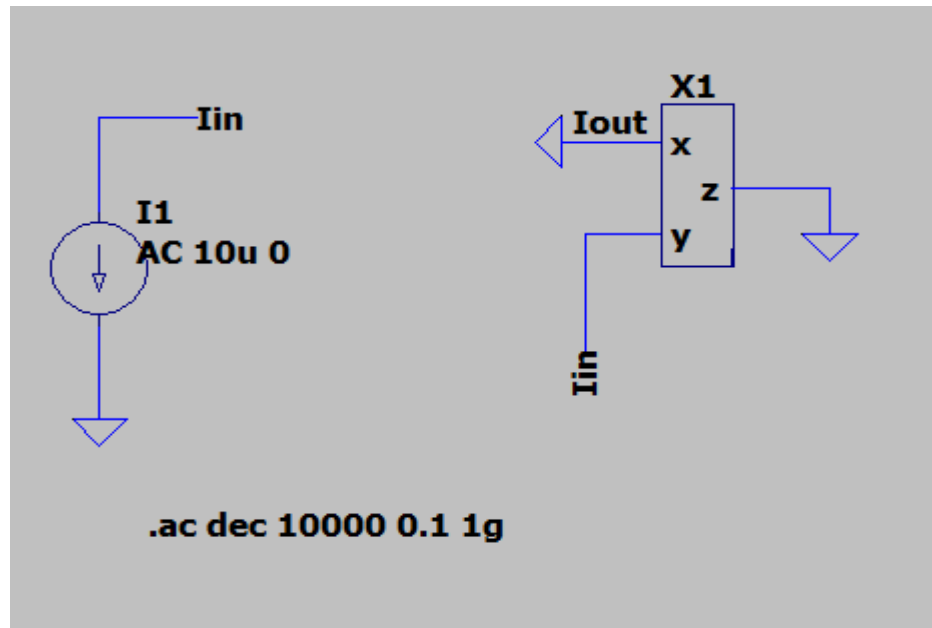 X1
Iin
Iout
x
z
y
I1
AC 10u 0
Iin
.ac dec 10000 0.1 1g